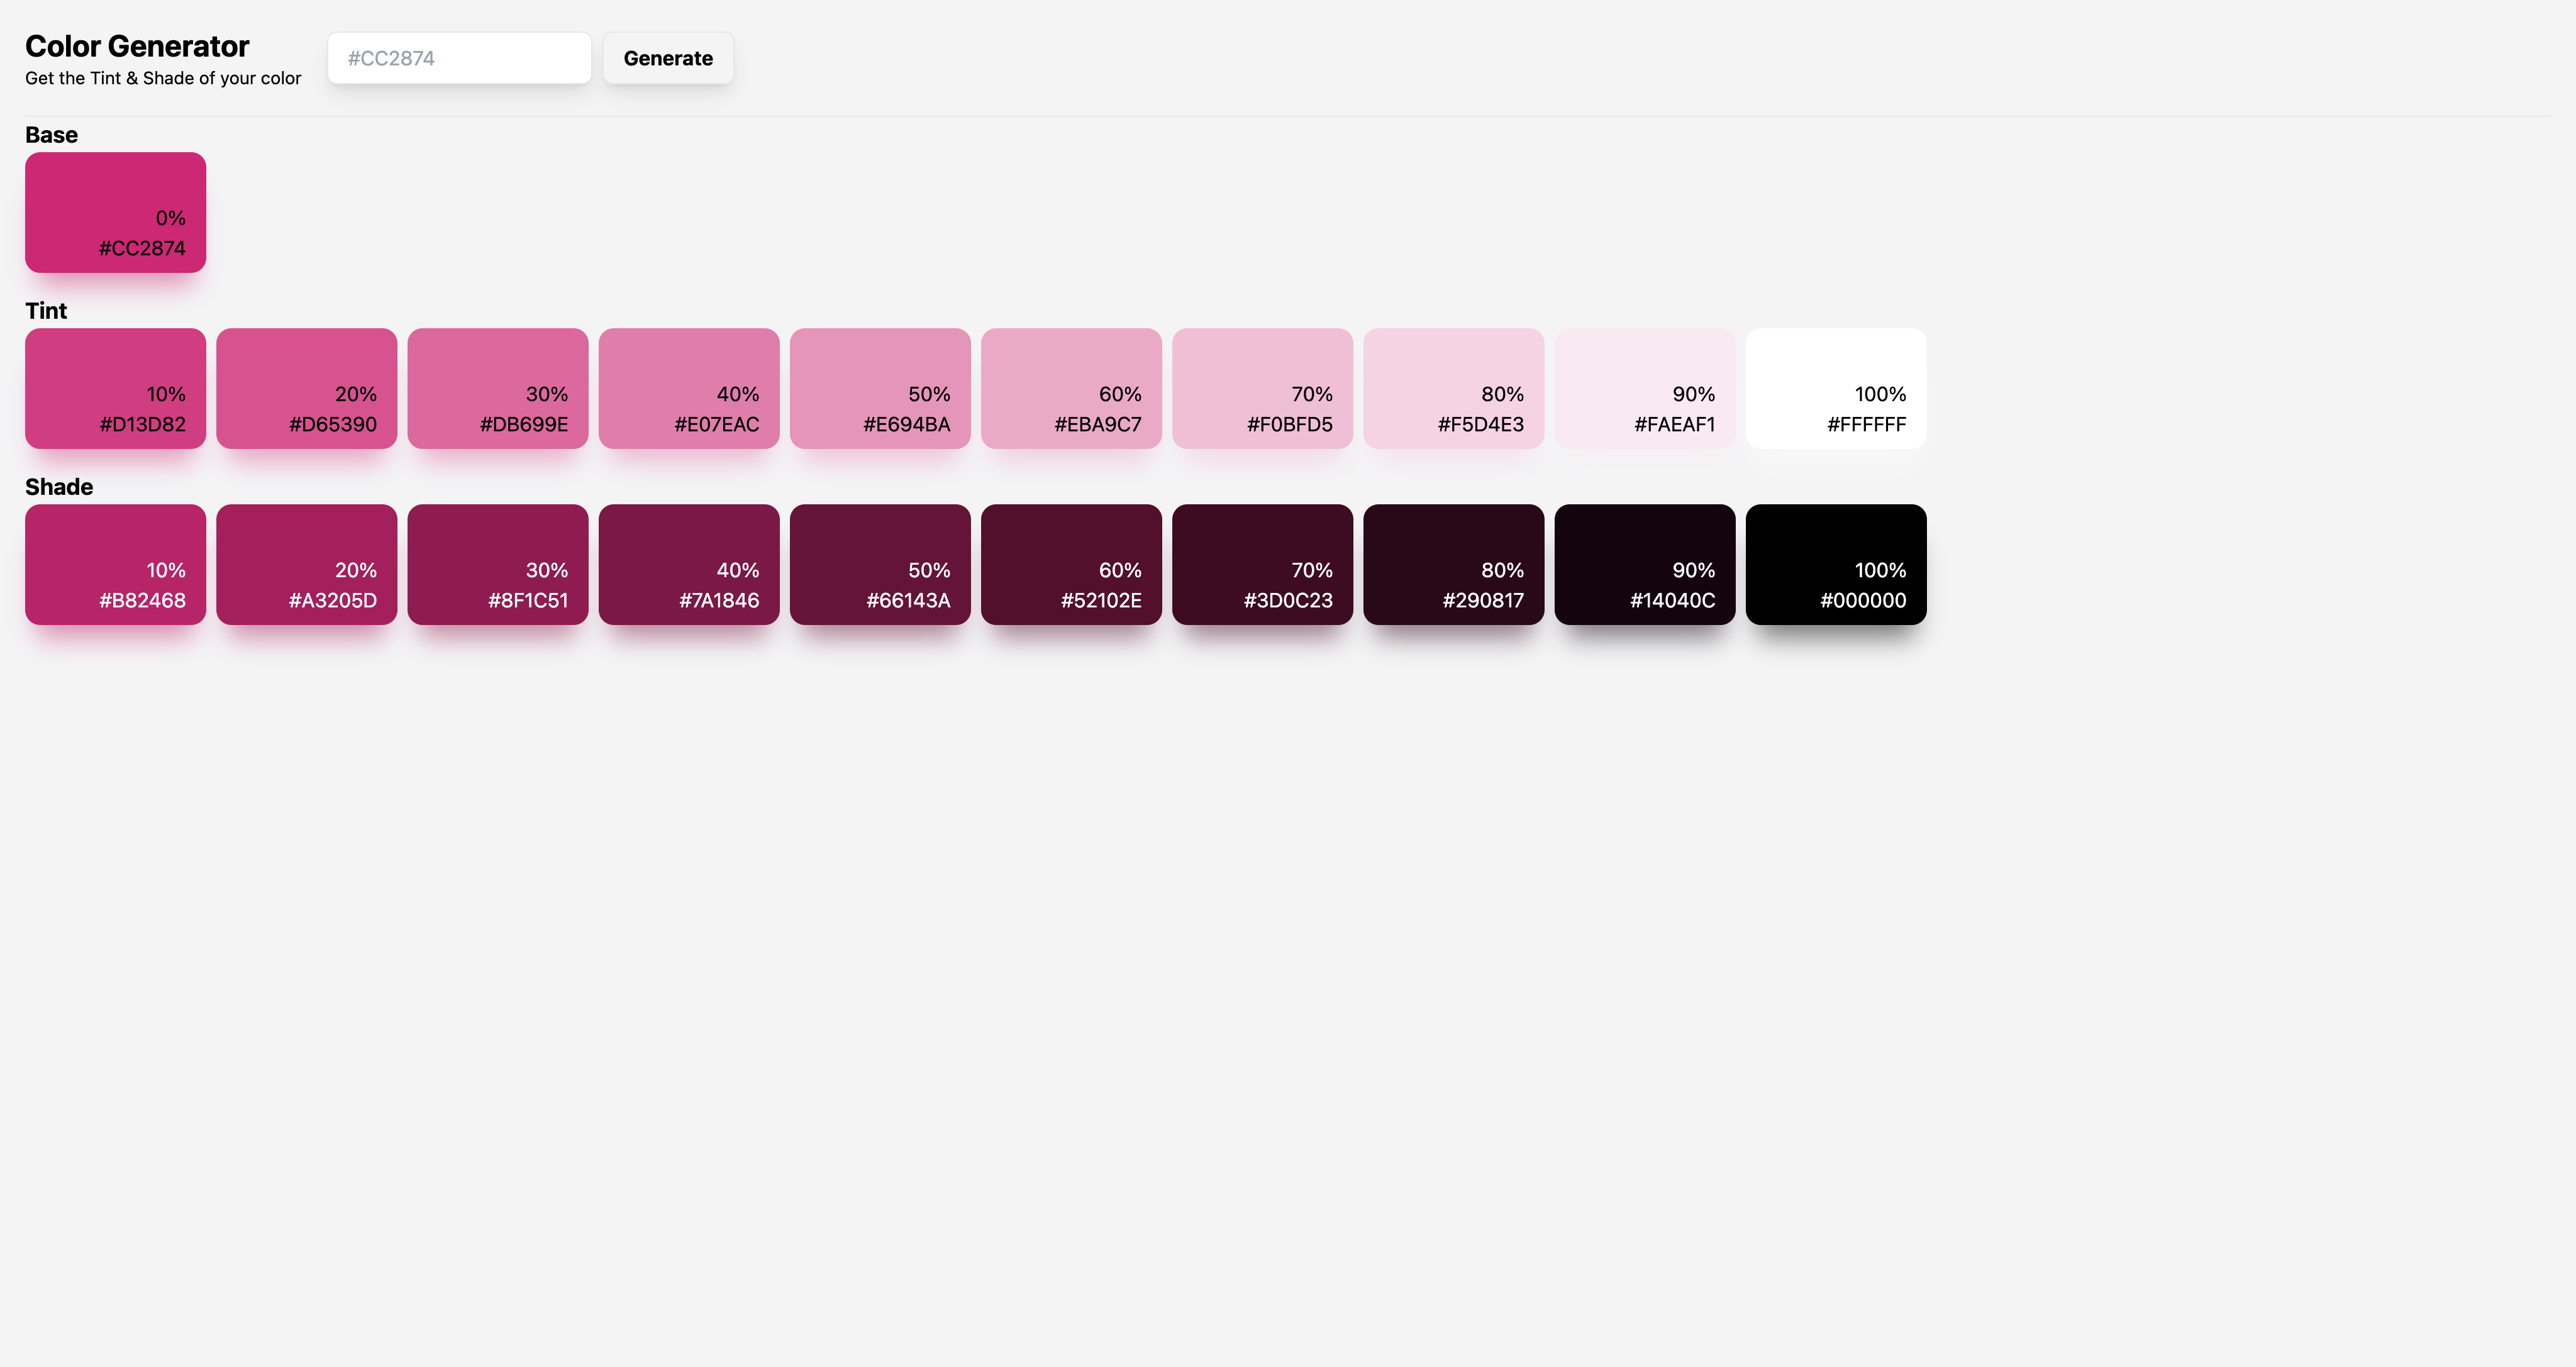 Color Generator
Get the Tint & Shade of your color
#CC2874
Generate
Base
0%
#CC2874
Tint
10%
#D13D82
20%
#D65390
30%
#DB699E
40%
#E07EAC
50%
#E694BA
60%
#EBA9C7
70%
#F0BFD5
80%
#F5D4E3
90%
#FAEAF1
100%
#FFFFFF
Shade
10%
#B82468
20%
#A3205D
30%
#8F1C51
40%
#7A1846
50%
#66143A
60%
#52102E
70%
#3D0C23
80%
#290817
90%
#14040C
100%
#000000